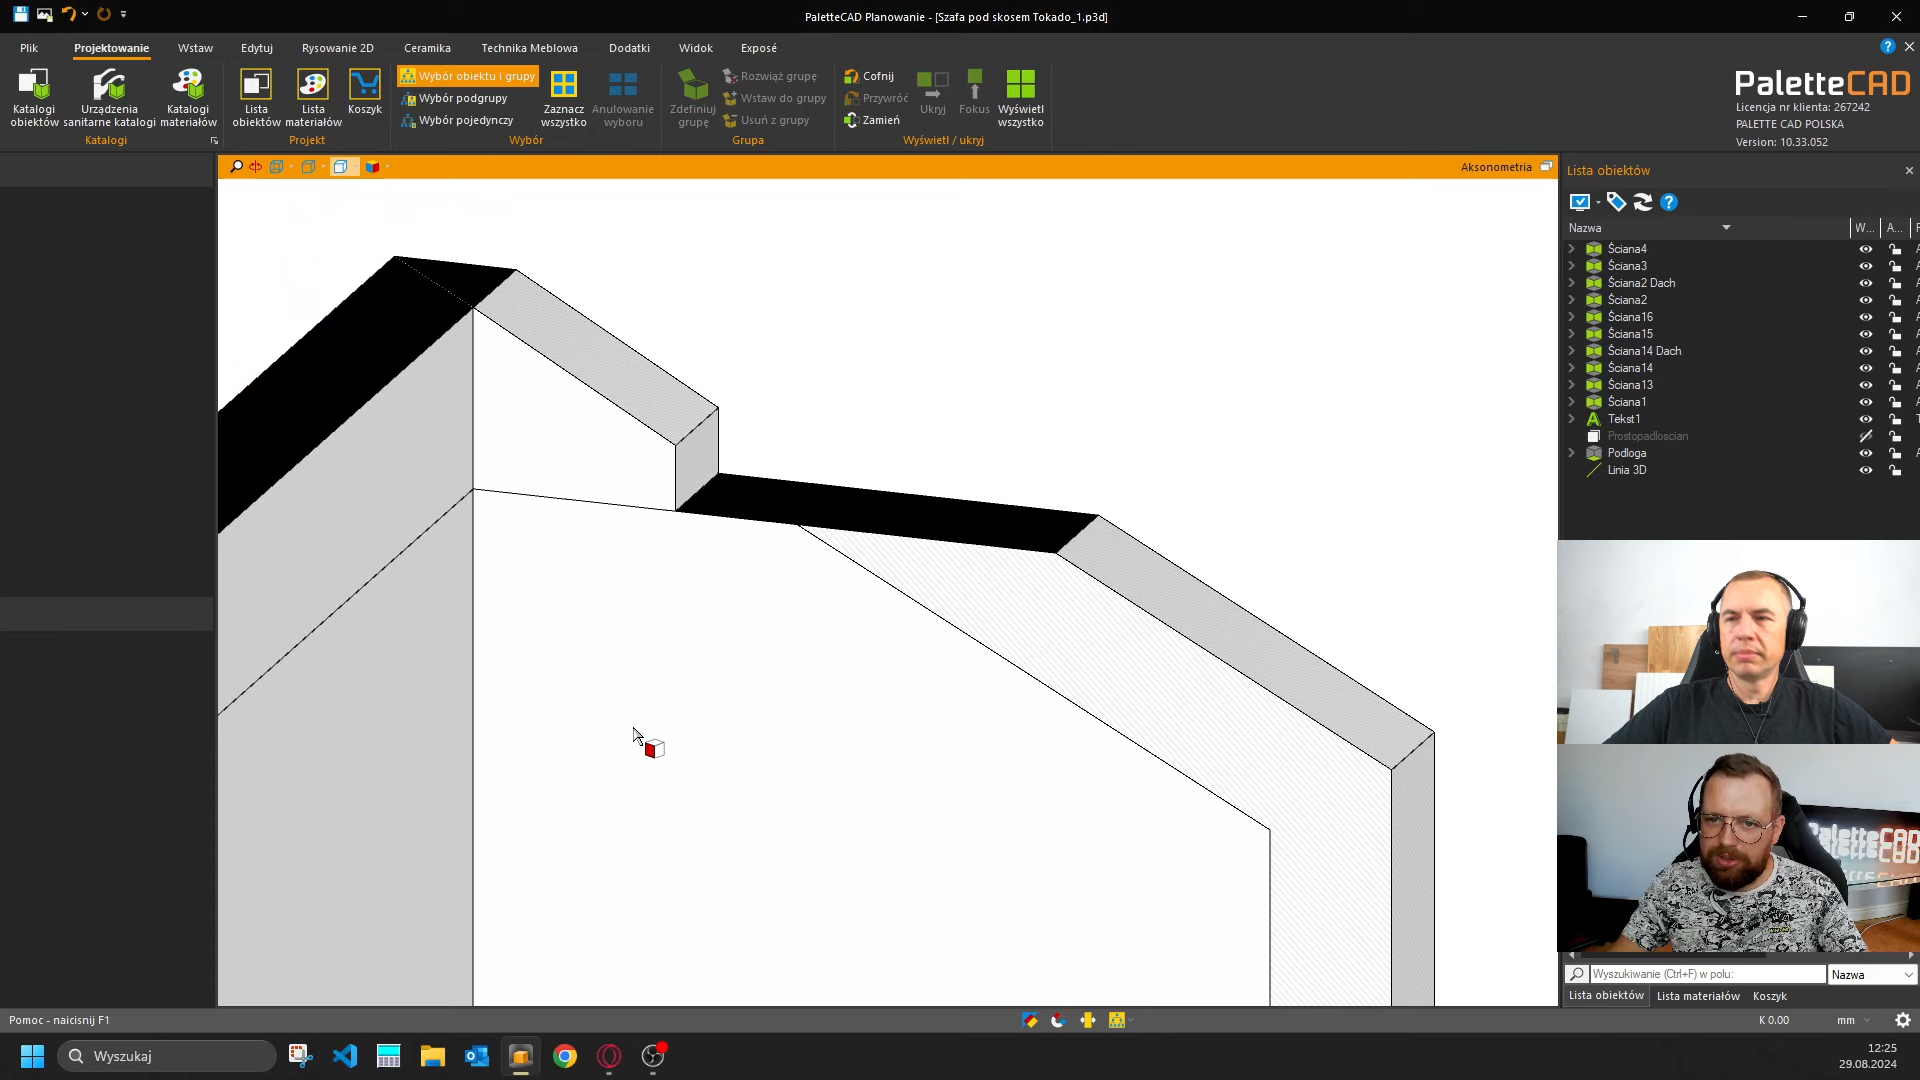 PaletteCAD Planowanie - [Szafa pod skosem Tokado_1.p3d]
Plik
Projektowanie
Wstaw
Edytuj
Rysowanie 2D
Ceramika
Technika Meblowa
Dodatki
Widok
Exposé
Katalogi obiektów
Urządzenia sanitarne katalogi
Katalogi materiałów
Lista obiektów
Lista materiałów
Koszyk
Wybór obiektu i grupy
Wybór podgrupy
Wybór pojedynczy
Zaznacz wszystko
Anulowanie wyboru
Zdefiniuj grupę
Rozwiąż grupę
Wstaw do grupy
Usuń z grupy
Cofnij
Przywróć
Zamień
Ukryj
Fokus
Wyświetl wszystko
Katalogi
Projekt
Wybór
Grupa
Wyświetl / ukryj
PaletteCAD
Licencja nr klienta: 267242
PALETTE CAD POLSKA
Version: 10.33.052
Aksonometria
Lista obiektów
Nazwa
W...
A...
Ściana4
Ściana3
Ściana2 Dach
Ściana2
Ściana16
Ściana15
Ściana14 Dach
Ściana14
Ściana13
Ściana1
Tekst1
Prostopadloscian
Podloga
Linia 3D
PaletteCAD
Wyszukiwanie (Ctrl+F) w polu:
Nazwa
Lista obiektów
Lista materiałów
Koszyk
Pomoc - naicisnij F1
K 0.00
mm
Wyszukaj
12:25
29.08.2024